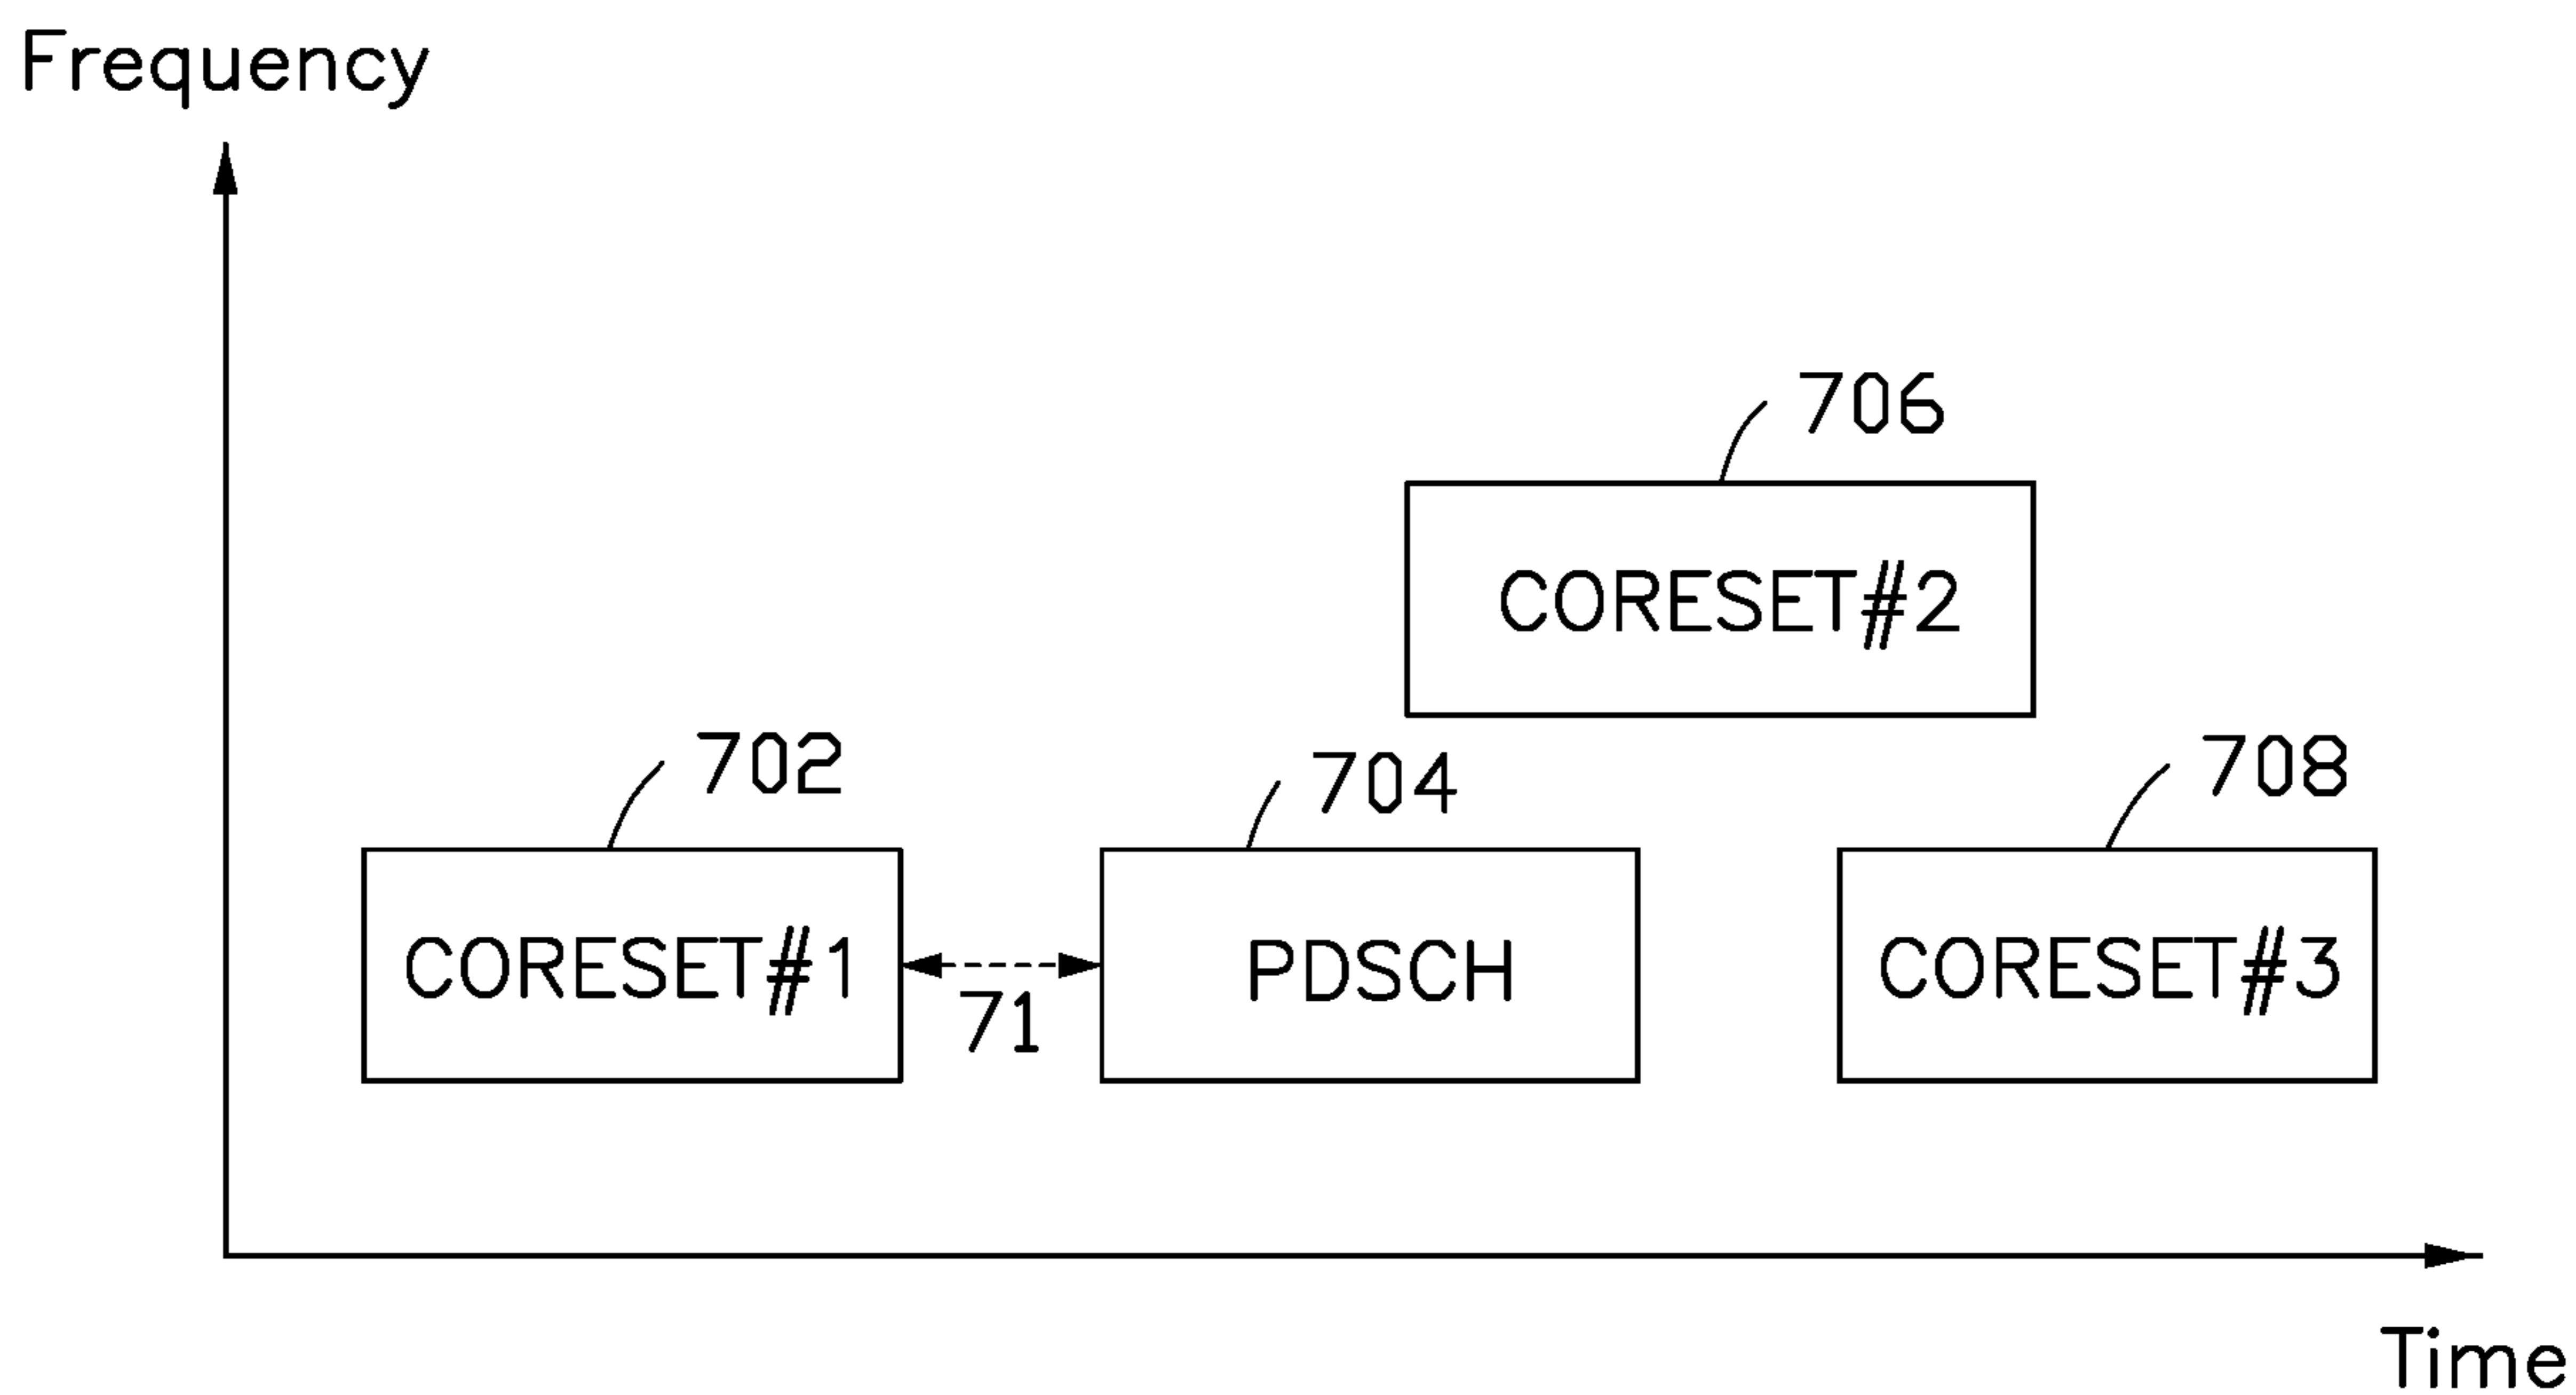 Frequency
706
CORESET#2
702
704
708
CORESET#1
71
PDSCH
CORESET#3
Time